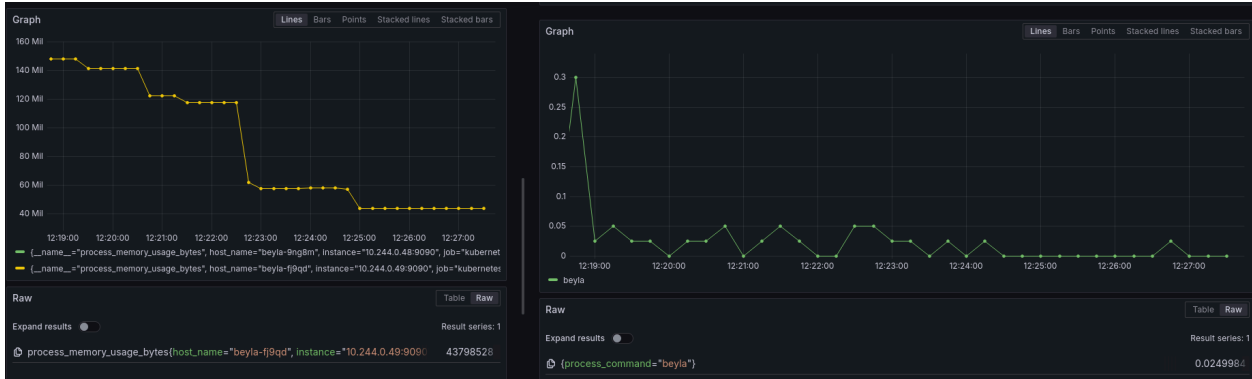 Graph
Lines Bars Points Stacked lines Stacked bars
160 Mil
140 Mil
120 Mil
100 Mil
80 Mil
60 Mil
40 Mil
12:19:00 12:20:00 12:21:00 12:22:00 12:23:00 12:24:00 12:25:00 12:26:00 12:27:00
{__name__="process_memory_usage_bytes", host_name="beyla-9ng8m", instance="10.244.0.48:9090", job="kubernet
{__name__="process_memory_usage_bytes", host_name="beyla-fj9qd", instance="10.244.0.49:9090", job="kubernetes
Raw
Table Raw
Expand results
Result series: 1
process_memory_usage_bytes{host_name="beyla-fj9qd", instance="10.244.0.49:9090 43798528
Graph
Lines Bars Points Stacked lines Stacked bars
0.3
0.25
0.2
0.15
0.1
0.05
0
12:19:00 12:20:00 12:21:00 12:22:00 12:23:00 12:24:00 12:25:00 12:26:00 12:27:00
beyla
Raw
Table Raw
Expand results
Result series: 1
{process_command="beyla"} 0.0249984